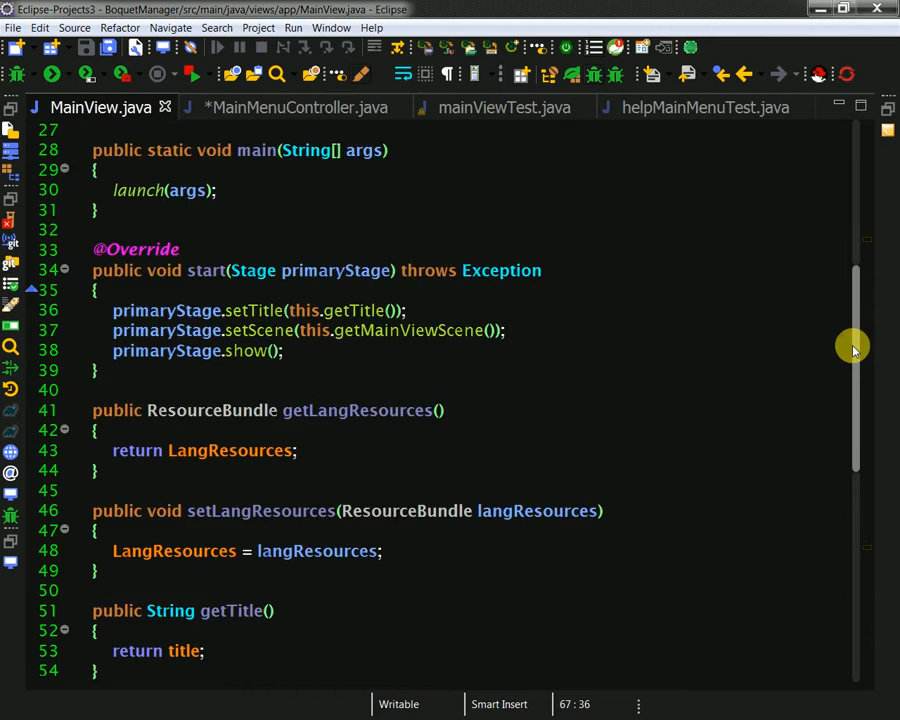 Eclipse-Projects3 - BoquetManager/src/main/java/views/app/MainView.java - Eclipse
File Edit Source Refactor Navigate Search Project Run Window Help
MainView.java *MainMenuController.java mainViewTest.java helpMainMenuTest.java
27
28 public static void main(String[] args)
29 {
30 launch(args);
31 }
32
33 @Override
34 public void start(Stage primaryStage) throws Exception
35 {
36 primaryStage.setTitle(this.getTitle());
37 primaryStage.setScene(this.getMainViewScene());
38 primaryStage.show();
39 }
40
41 public ResourceBundle getLangResources()
42 {
43 return LangResources;
44 }
45
46 public void setLangResources(ResourceBundle langResources)
47 {
48 LangResources = langResources;
49 }
50
51 public String getTitle()
52 {
53 return title;
54 }
Writable Smart Insert 67 : 36